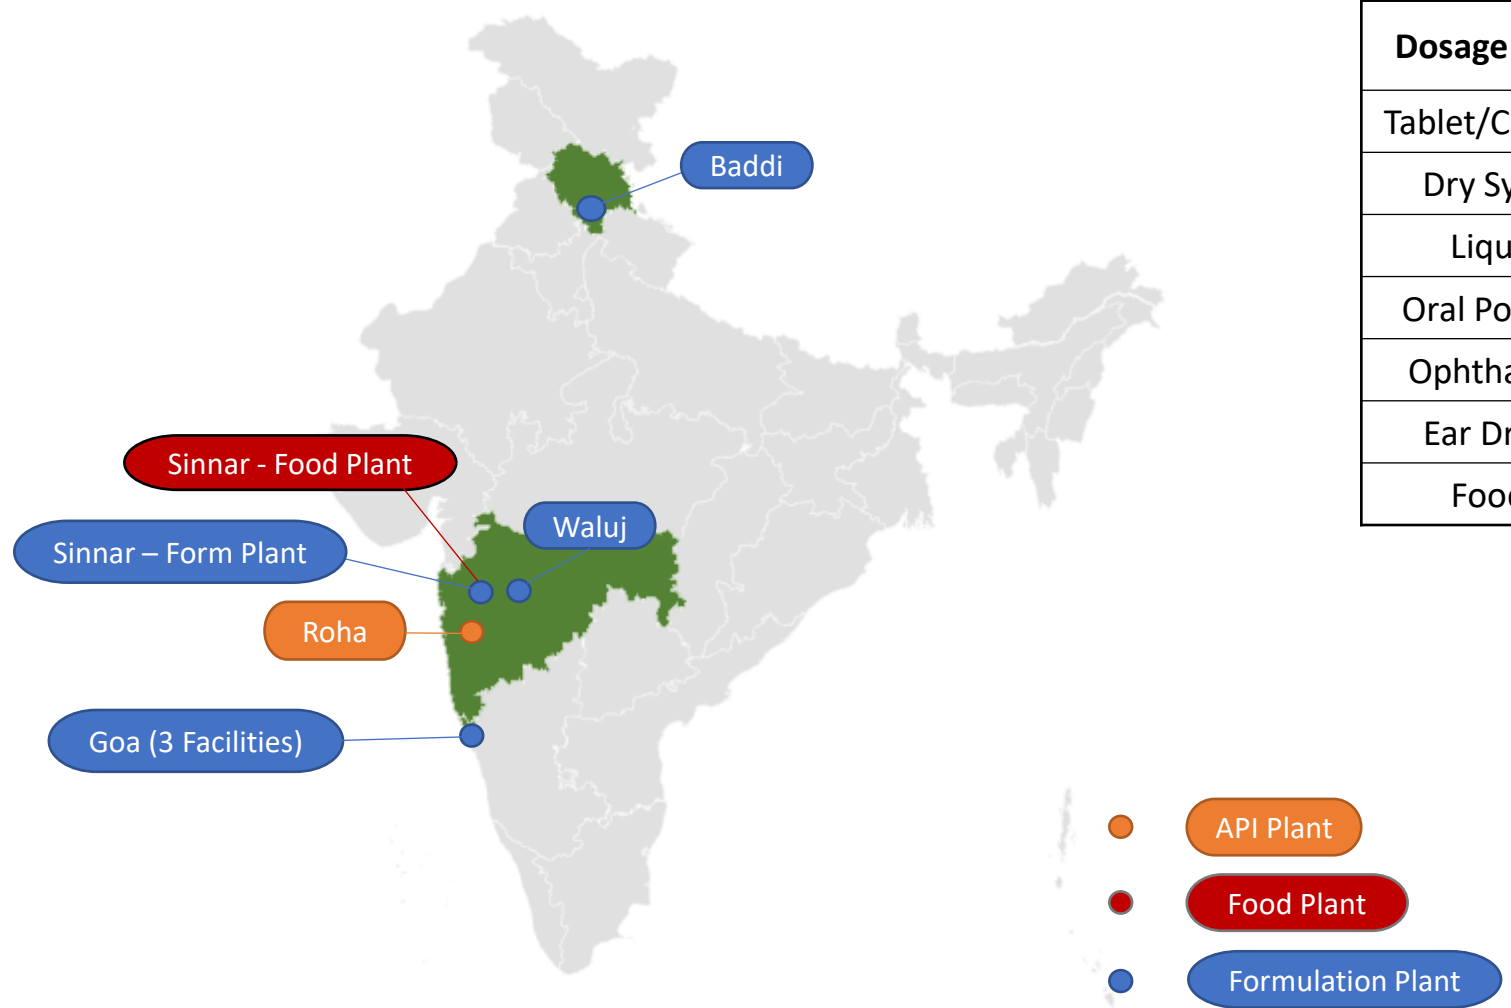 Baddi
Sinnar - Food Plant
Sinnar – Form Plant
Waluj
Roha
Goa (3 Facilities)
API Plant
Food Plant
Formulation Plant
Dosage
Tablet/C
Dry Sy
Liqu
Oral Po
Ophtha
Ear Dr
Food